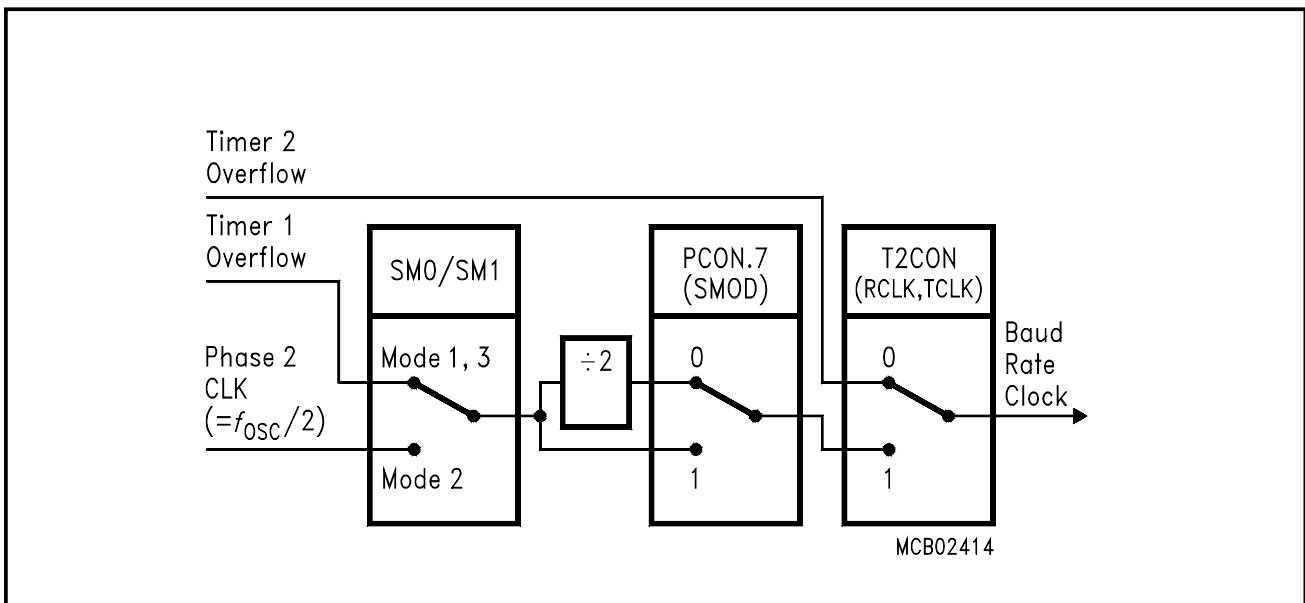 Timer 2
Overflow
Timer 1
Overflow
Phase 2
CLK
(=fOSC/2)
SM0/SM1
Mode 1, 3
Mode 2
÷2
PCON.7
(SMOD)
0
1
T2CON
(RCLK,TCLK)
0
1
Baud
Rate
Clock
MCB02414